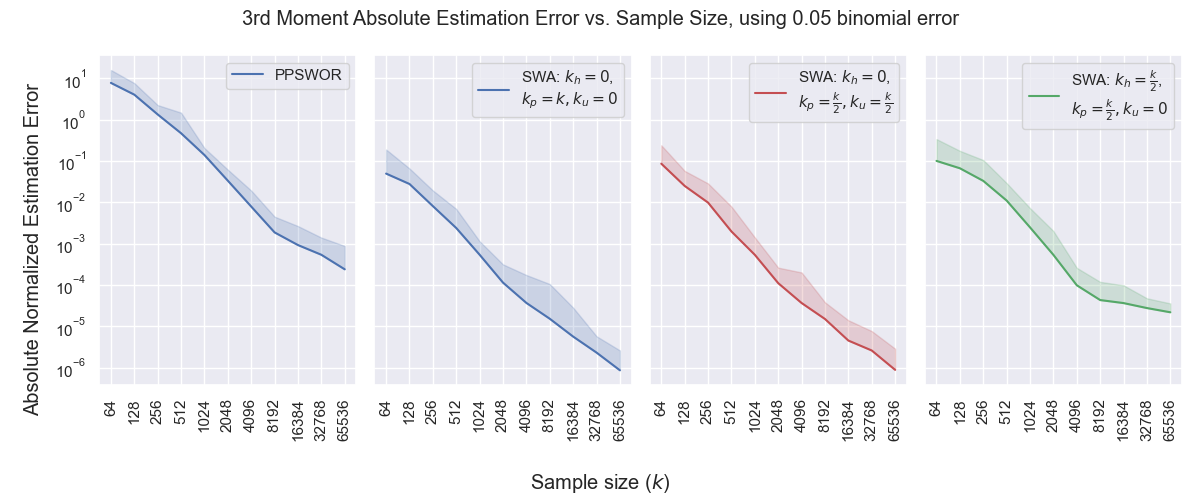 3rd Moment Absolute Estimation Error vs. Sample Size, using 0.05 binomial error
Absolute Normalized Estimation Error
10^1
10^0
10^−1
10^−2
10^−3
10^−4
10^−5
10^−6
PPSWOR
64 128 256 512 1024 2048 4096 8192 16384 32768 65536
SWA: k_h = 0,
k_p = k, k_u = 0
64 128 256 512 1024 2048 4096 8192 16384 32768 65536
SWA: k_h = 0,
k_p = k/2, k_u = k/2
64 128 256 512 1024 2048 4096 8192 16384 32768 65536
SWA: k_h = k/2,
k_p = k/2, k_u = 0
64 128 256 512 1024 2048 4096 8192 16384 32768 65536
Sample size (k)